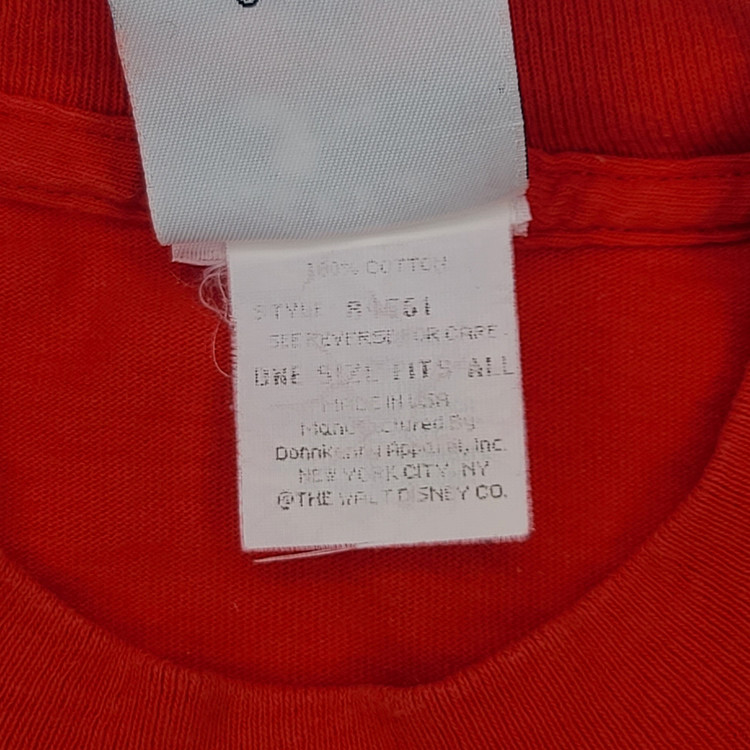 100% COTTON
STYLE
SEE REVERSE FOR CARE
ONE SIZE FITS ALL
MADE IN USA
Manufactured By
Donnkenny Apparel, Inc.
NEW YORK CITY, NY
©THE WALT DISNEY CO.